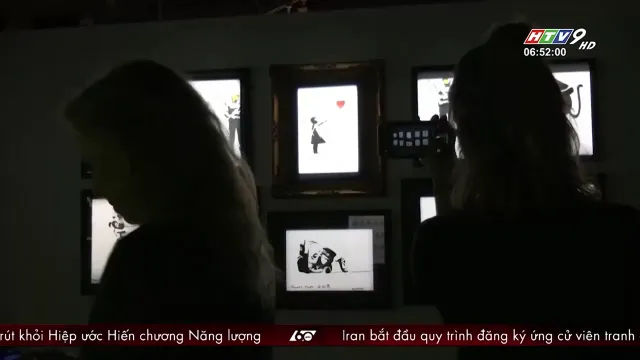 HTV9 HD
06:52:00
rút khỏi Hiệp ước Hiến chương Năng lượng
60 Iran bắt đầu quy trình đăng ký ứng cử viên tranh